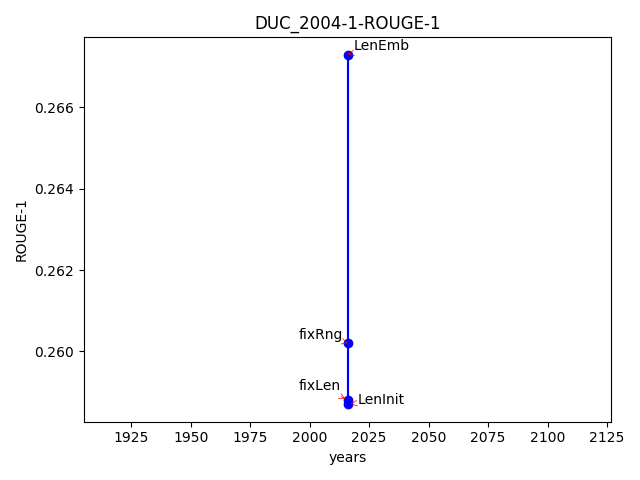 DUC_2004-1-ROUGE-1
LenEmb
0.266
0.264
ROUGE-1
0.262
fixRng
0.260
fixLen
LenInit
1925 1950 1975 2000 2025 2050 2075 2100 2125
years